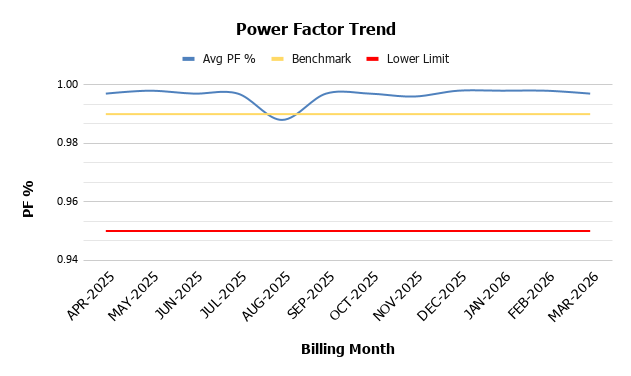 Power Factor Trend
Avg PF % Benchmark Lower Limit
1.00
0.98
0.96
0.94
PF %
APR-2025 MAY-2025 JUN-2025 JUL-2025 AUG-2025 SEP-2025 OCT-2025 NOV-2025 DEC-2025 JAN-2026 FEB-2026 MAR-2026
Billing Month